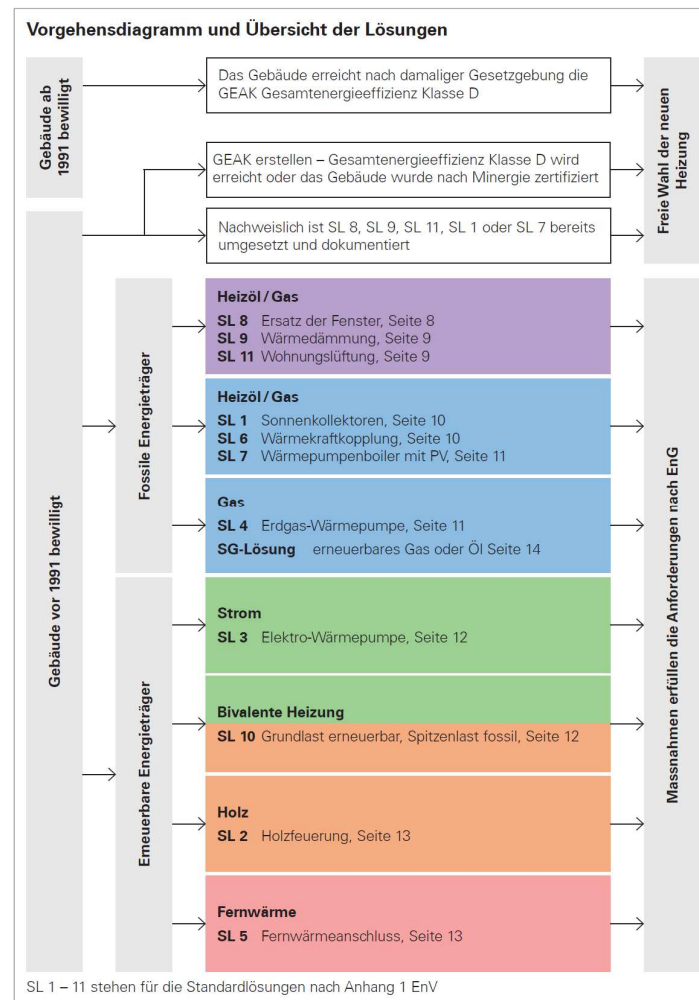 Vorgehensdiagramm und Übersicht der Lösungen
Gebäude ab
1991 bewilligt
Das Gebäude erreicht nach damaliger Gesetzgebung die
GEAK Gesamtenergieeffizienz Klasse D
GEAK erstellen – Gesamtenergieeffizienz Klasse D wird
erreicht oder das Gebäude wurde nach Minergie zertifiziert
Nachweislich ist SL 8, SL 9, SL 11, SL 1 oder SL 7 bereits
umgesetzt und dokumentiert
Freie Wahl der neuen
Heizung
Gebäude vor 1991 bewilligt
Fossile Energieträger
Heizöl / Gas
SL 8 Ersatz der Fenster, Seite 8
SL 9 Wärmedämmung, Seite 9
SL 11 Wohnungslüftung, Seite 9
Heizöl / Gas
SL 1 Sonnenkollektoren, Seite 10
SL 6 Wärmekraftkopplung, Seite 10
SL 7 Wärmepumpenboiler mit PV, Seite 11
Gas
SL 4 Erdgas-Wärmepumpe, Seite 11
SG-Lösung erneuerbares Gas oder Öl Seite 14
Erneuerbare Energieträger
Strom
SL 3 Elektro-Wärmepumpe, Seite 12
Bivalente Heizung
SL 10 Grundlast erneuerbar, Spitzenlast fossil, Seite 12
Holz
SL 2 Holzfeuerung, Seite 13
Fernwärme
SL 5 Fernwärmeanschluss, Seite 13
Massnahmen erfüllen die Anforderungen nach EnG
SL 1 – 11 stehen für die Standardlösungen nach Anhang 1 EnV